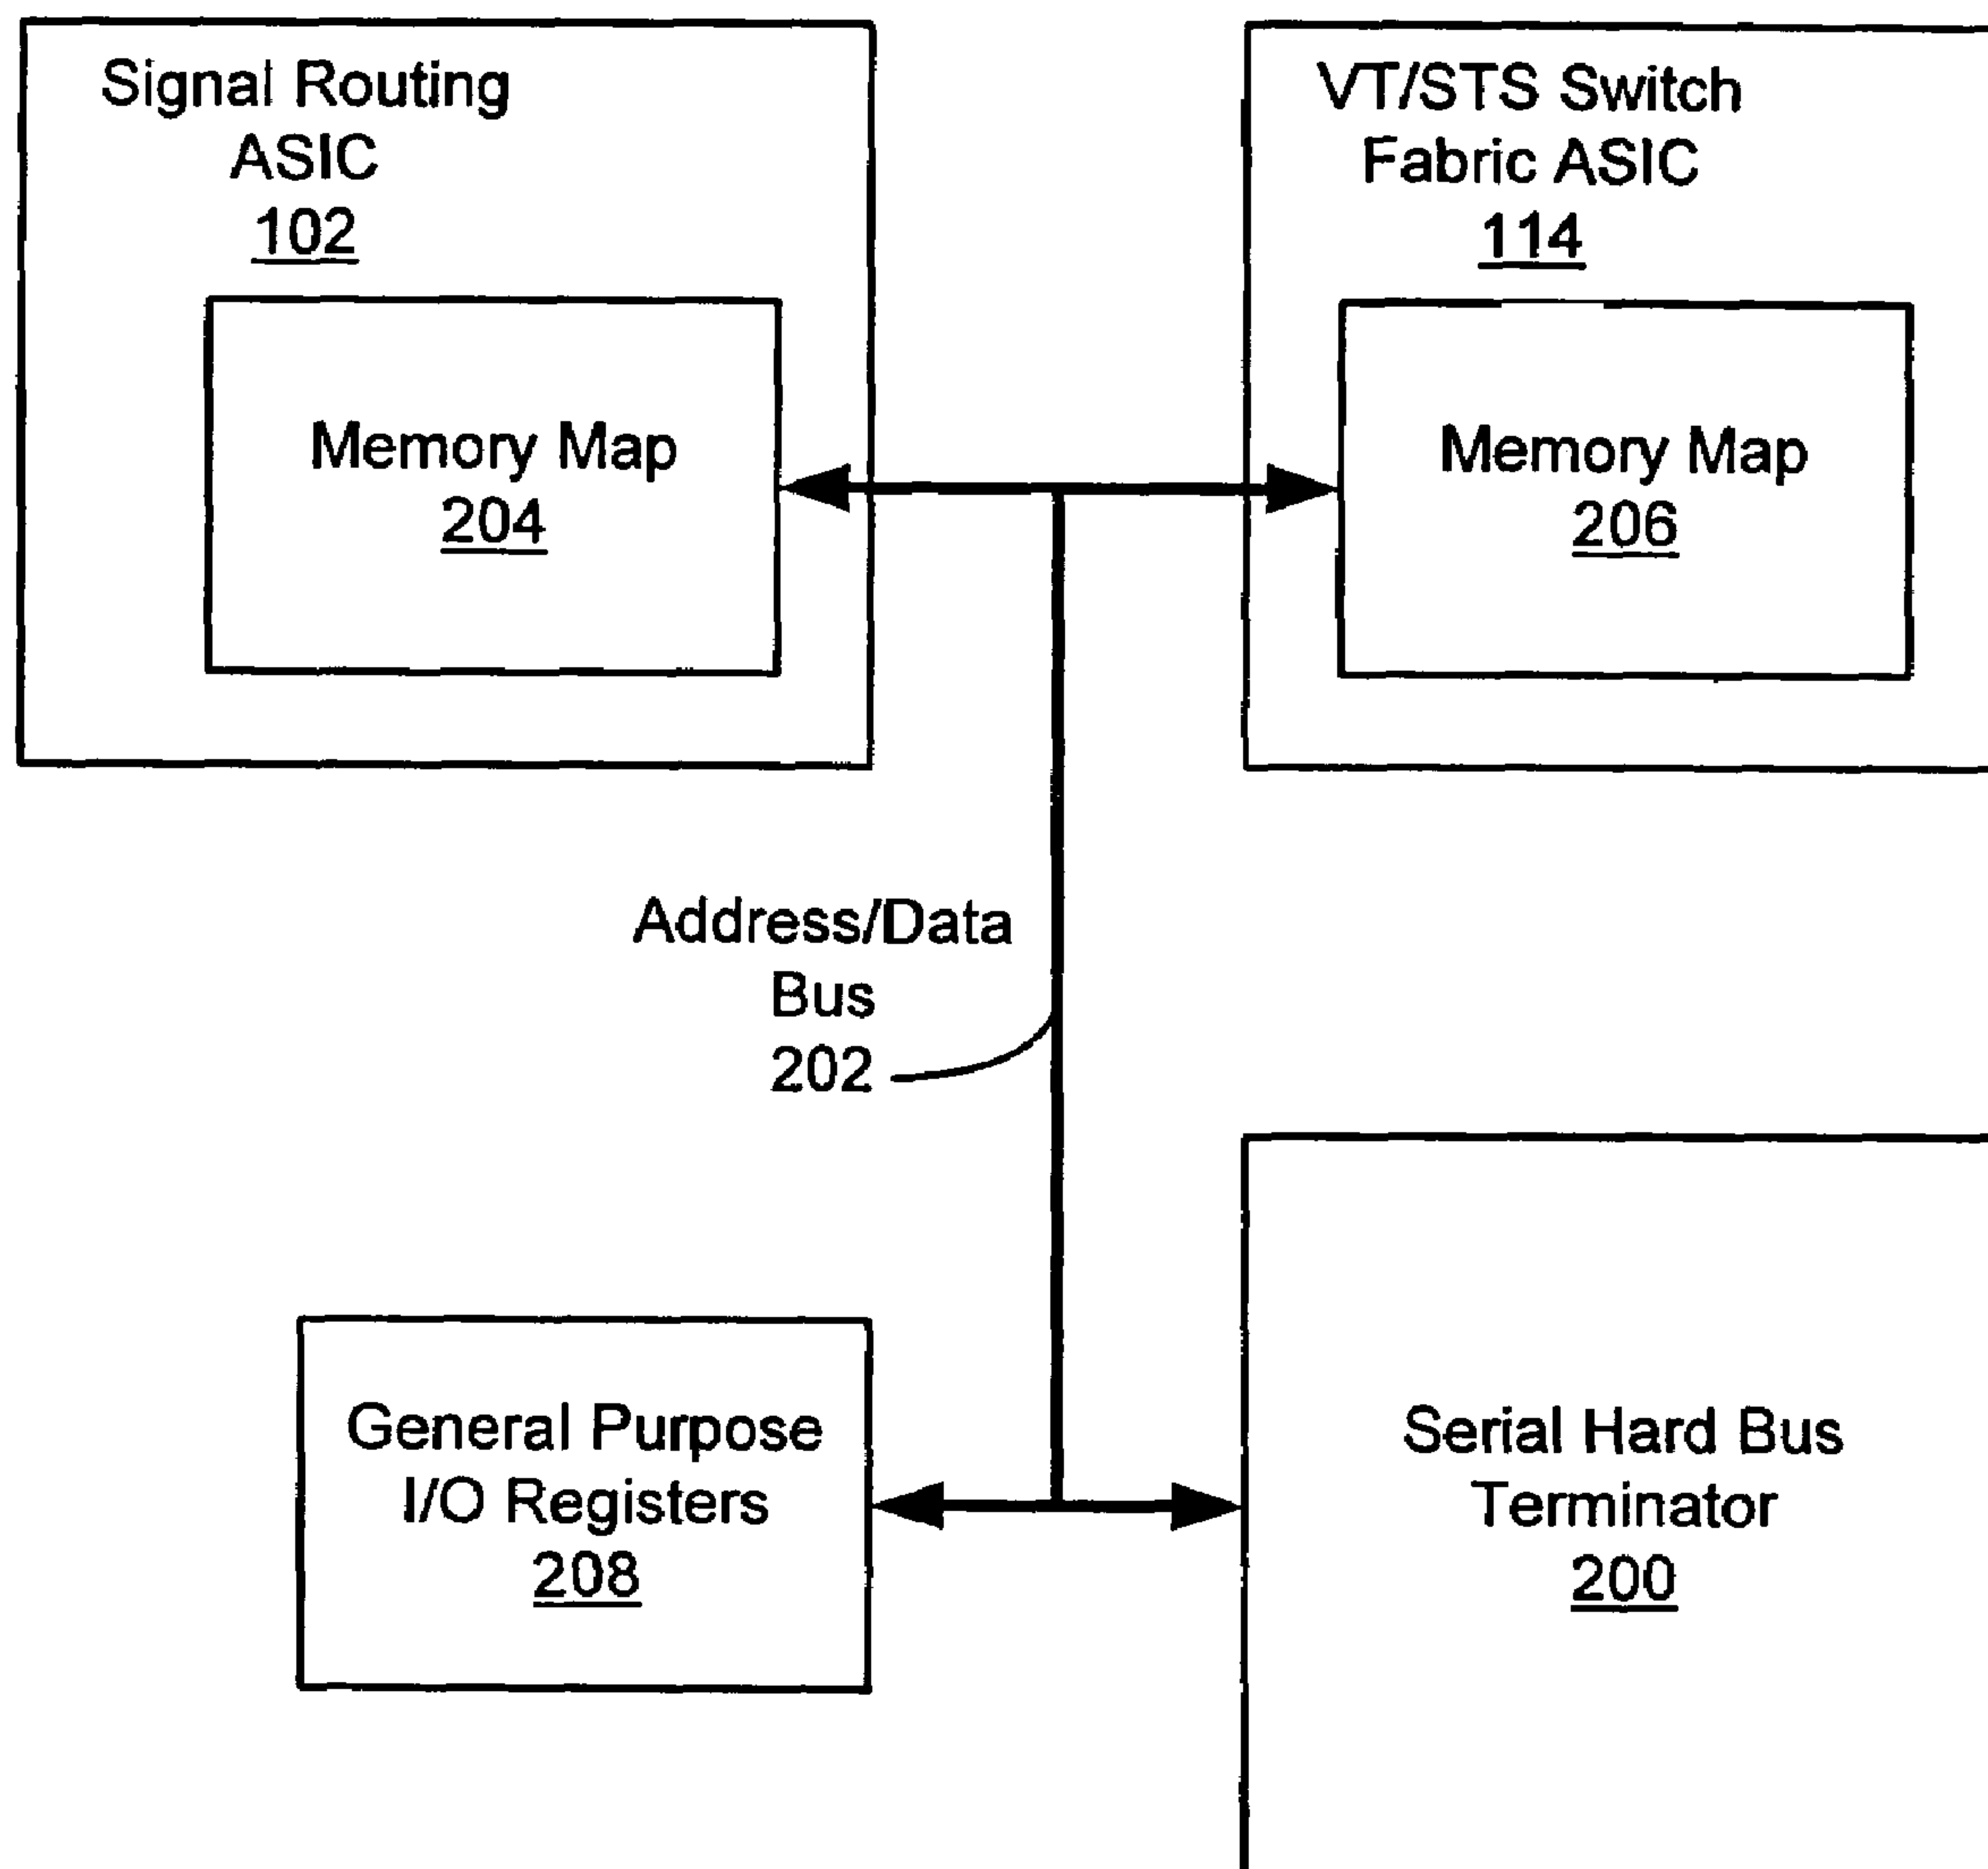 Signal Routing
ASIC
102
Memory Map
204
VT/STS Switch
Fabric ASIC
114
Memory Map
206
Address/Data
Bus
202
General Purpose
I/O Registers
208
Serial Hard Bus
Terminator
200